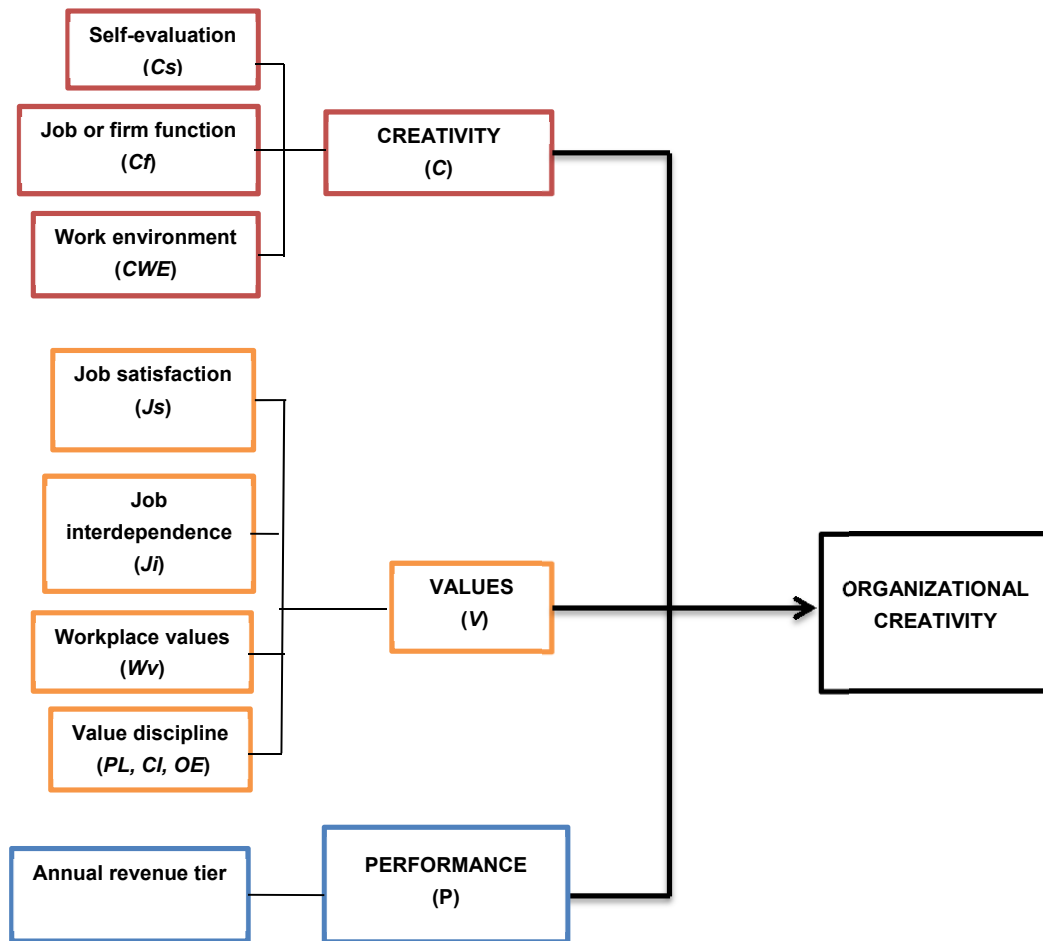 Self-evaluation
(Cs)
Job or firm function
(Cf)
CREATIVITY
(C)
Work environment
(CWE)
Job satisfaction
(Js)
Job
interdependence
(Ji)
Workplace values
(Wv)
Value discipline
(PL, CI, OE)
VALUES
(V)
ORGANIZATIONAL
CREATIVITY
Annual revenue tier
PERFORMANCE
(P)